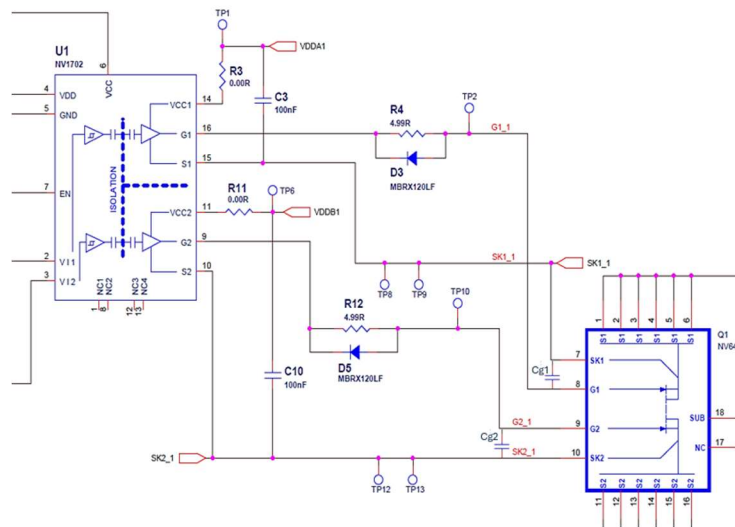 TP1
U1
NV1702
6
VCC
VDDA1
R3
0.00R
C3
100nF
4
VDD
5
GND
VCC1
14
G1
16
S1
15
R4
4.99R
TP2
G1_1
D3
MBRX120LF
ISOLATION
7
EN
R11
0.00R
TP6
VCC2
11
VDDB1
G2
9
S2
10
2
VI1
3
VI2
NC1
NC2
NC3
NC4
1
8
12
13
SK1_1
SK1_1
TP8
TP9
TP10
R12
4.99R
D5
MBRX120LF
C10
100nF
1
2
3
4
5
6
S1
S1
S1
S1
S1
S1
Q1
NV64
7
SK1
Cg1
8
G1
G2_1
9
G2
SUB
18
NC
17
Cg2
SK2_1
SK2_1
10
SK2
TP12
TP13
S2
S2
S2
S2
S2
S2
11
12
13
14
15
16